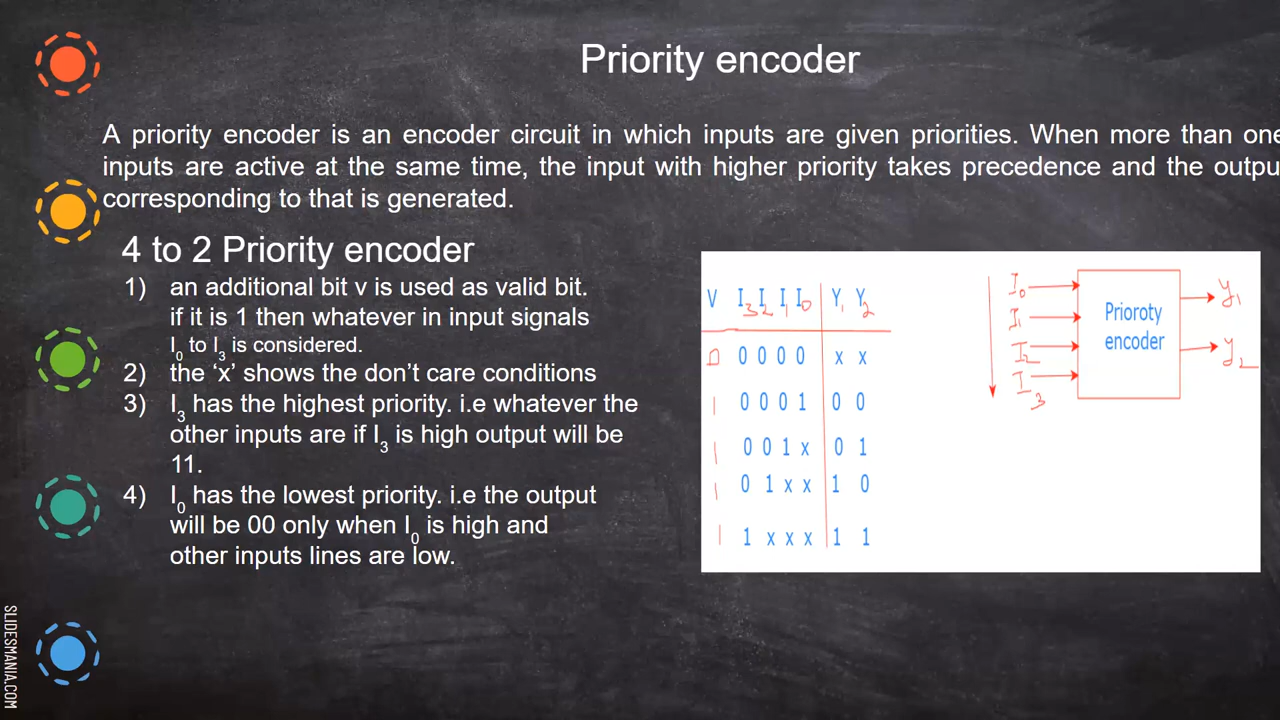 Priority encoder
A priority encoder is an encoder circuit in which inputs are given priorities. When more than one
inputs are active at the same time, the input with higher priority takes precedence and the outpu
corresponding to that is generated.
4 to 2 Priority encoder
1) an additional bit v is used as valid bit.
if it is 1 then whatever in input signals
I0 to I3 is considered.
2) the ‘x’ shows the don’t care conditions
3) I3 has the highest priority. i.e whatever the
other inputs are if I3 is high output will be
11.
4) I0 has the lowest priority. i.e the output
will be 00 only when I0 is high and
other inputs lines are low.
V I3 I2 I1 I0 Y1 Y2
0 0 0 0 0 x x
1 0 0 0 1 0 0
1 0 0 1 x 0 1
1 0 1 x x 1 0
1 1 x x x 1 1
I0
I1
I2
I3
Prioroty
encoder
y1
y2
SLIDESMANIA.COM